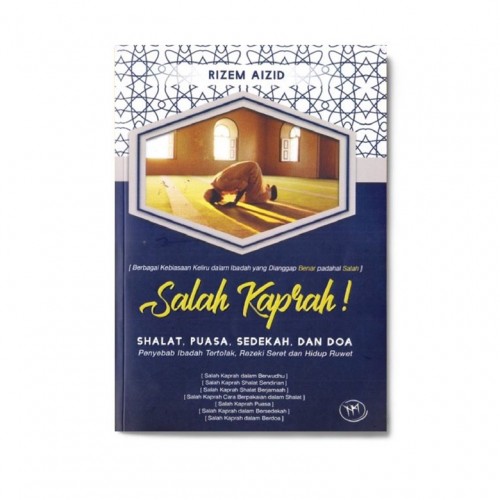 RIZEM AIZID
[ Berbagai Kebiasaan Keliru dalam Ibadah yang Dianggap Benar padahal Salah ]
Salah Kaprah !
SHALAT, PUASA, SEDEKAH, DAN DOA
Penyebab Ibadah Tertolak, Rezeki Seret dan Hidup Ruwet
[ Salah Kaprah dalam Berwudhu ]
[ Salah Kaprah Shalat Sendirian ]
[ Salah Kaprah Shalat Berjamaah ]
[ Salah Kaprah Cara Berpakaian dalam Shalat ]
[ Salah Kaprah Puasa ]
[ Salah Kaprah dalam Bersedekah ]
[ Salah Kaprah dalam Berdoa ]